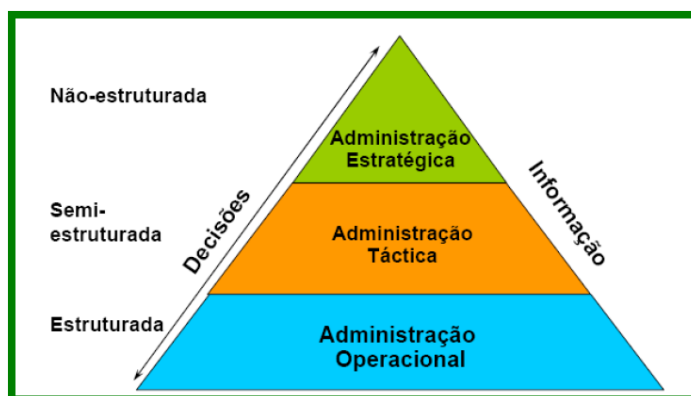 Não-estruturada
Administração
Estratégica
Informação
Decisões
Semi-
estruturada
Administração
Táctica
Estruturada
Administração
Operacional